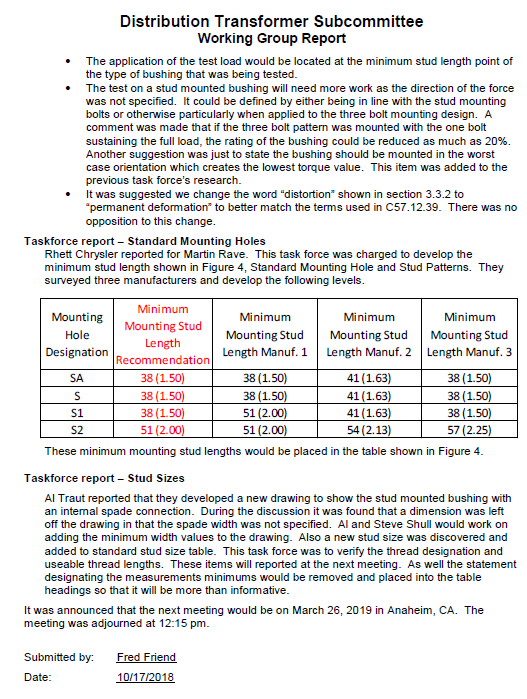 Distribution Transformer Subcommittee
Working Group Report
• The application of the test load would be located at the minimum stud length point of
the type of bushing that was being tested.
• The test on a stud mounted bushing will need more work as the direction of the force
was not specified. It could be defined by either being in line with the stud mounting
bolts or otherwise particularly when applied to the three bolt mounting design. A
comment was made that if the three bolt pattern was mounted with the one bolt
sustaining the full load, the rating of the bushing could be reduced as much as 20%.
Another suggestion was just to state the bushing should be mounted in the worst
case orientation which creates the lowest torque value. This item was added to the
previous task force's research.
• It was suggested we change the word "distortion" shown in section 3.3.2 to
"permanent deformation" to better match the terms used in C57.12.39. There was no
opposition to this change.
Taskforce report – Standard Mounting Holes
Rhett Chrysler reported for Martin Rave. This task force was charged to develop the
minimum stud length shown in Figure 4, Standard Mounting Hole and Stud Patterns. They
surveyed three manufacturers and develop the following levels.
Mounting Hole Designation Minimum Mounting Stud Length Recommendation Minimum Mounting Stud Length Manuf. 1 Minimum Mounting Stud Length Manuf. 2 Minimum Mounting Stud Length Manuf. 3
SA 38 (1.50) 38 (1.50) 41 (1.63) 38 (1.50)
S 38 (1.50) 38 (1.50) 41 (1.63) 38 (1.50)
S1 38 (1.50) 51 (2.00) 41 (1.63) 38 (1.50)
S2 51 (2.00) 51 (2.00) 54 (2.13) 57 (2.25)
These minimum mounting stud lengths would be placed in the table shown in Figure 4.
Taskforce report – Stud Sizes
Al Traut reported that they developed a new drawing to show the stud mounted bushing with
an internal spade connection. During the discussion it was found that a dimension was left
off the drawing in that the spade width was not specified. Al and Steve Shull would work on
adding the minimum width values to the drawing. Also a new stud size was discovered and
added to standard stud size table. This task force was to verify the thread designation and
useable thread lengths. These items will reported at the next meeting. As well the statement
designating the measurements minimums would be removed and placed into the table
headings so that it will be more than informative.
It was announced that the next meeting would be on March 26, 2019 in Anaheim, CA. The
meeting was adjourned at 12:15 pm.
Submitted by: Fred Friend
Date: 10/17/2018